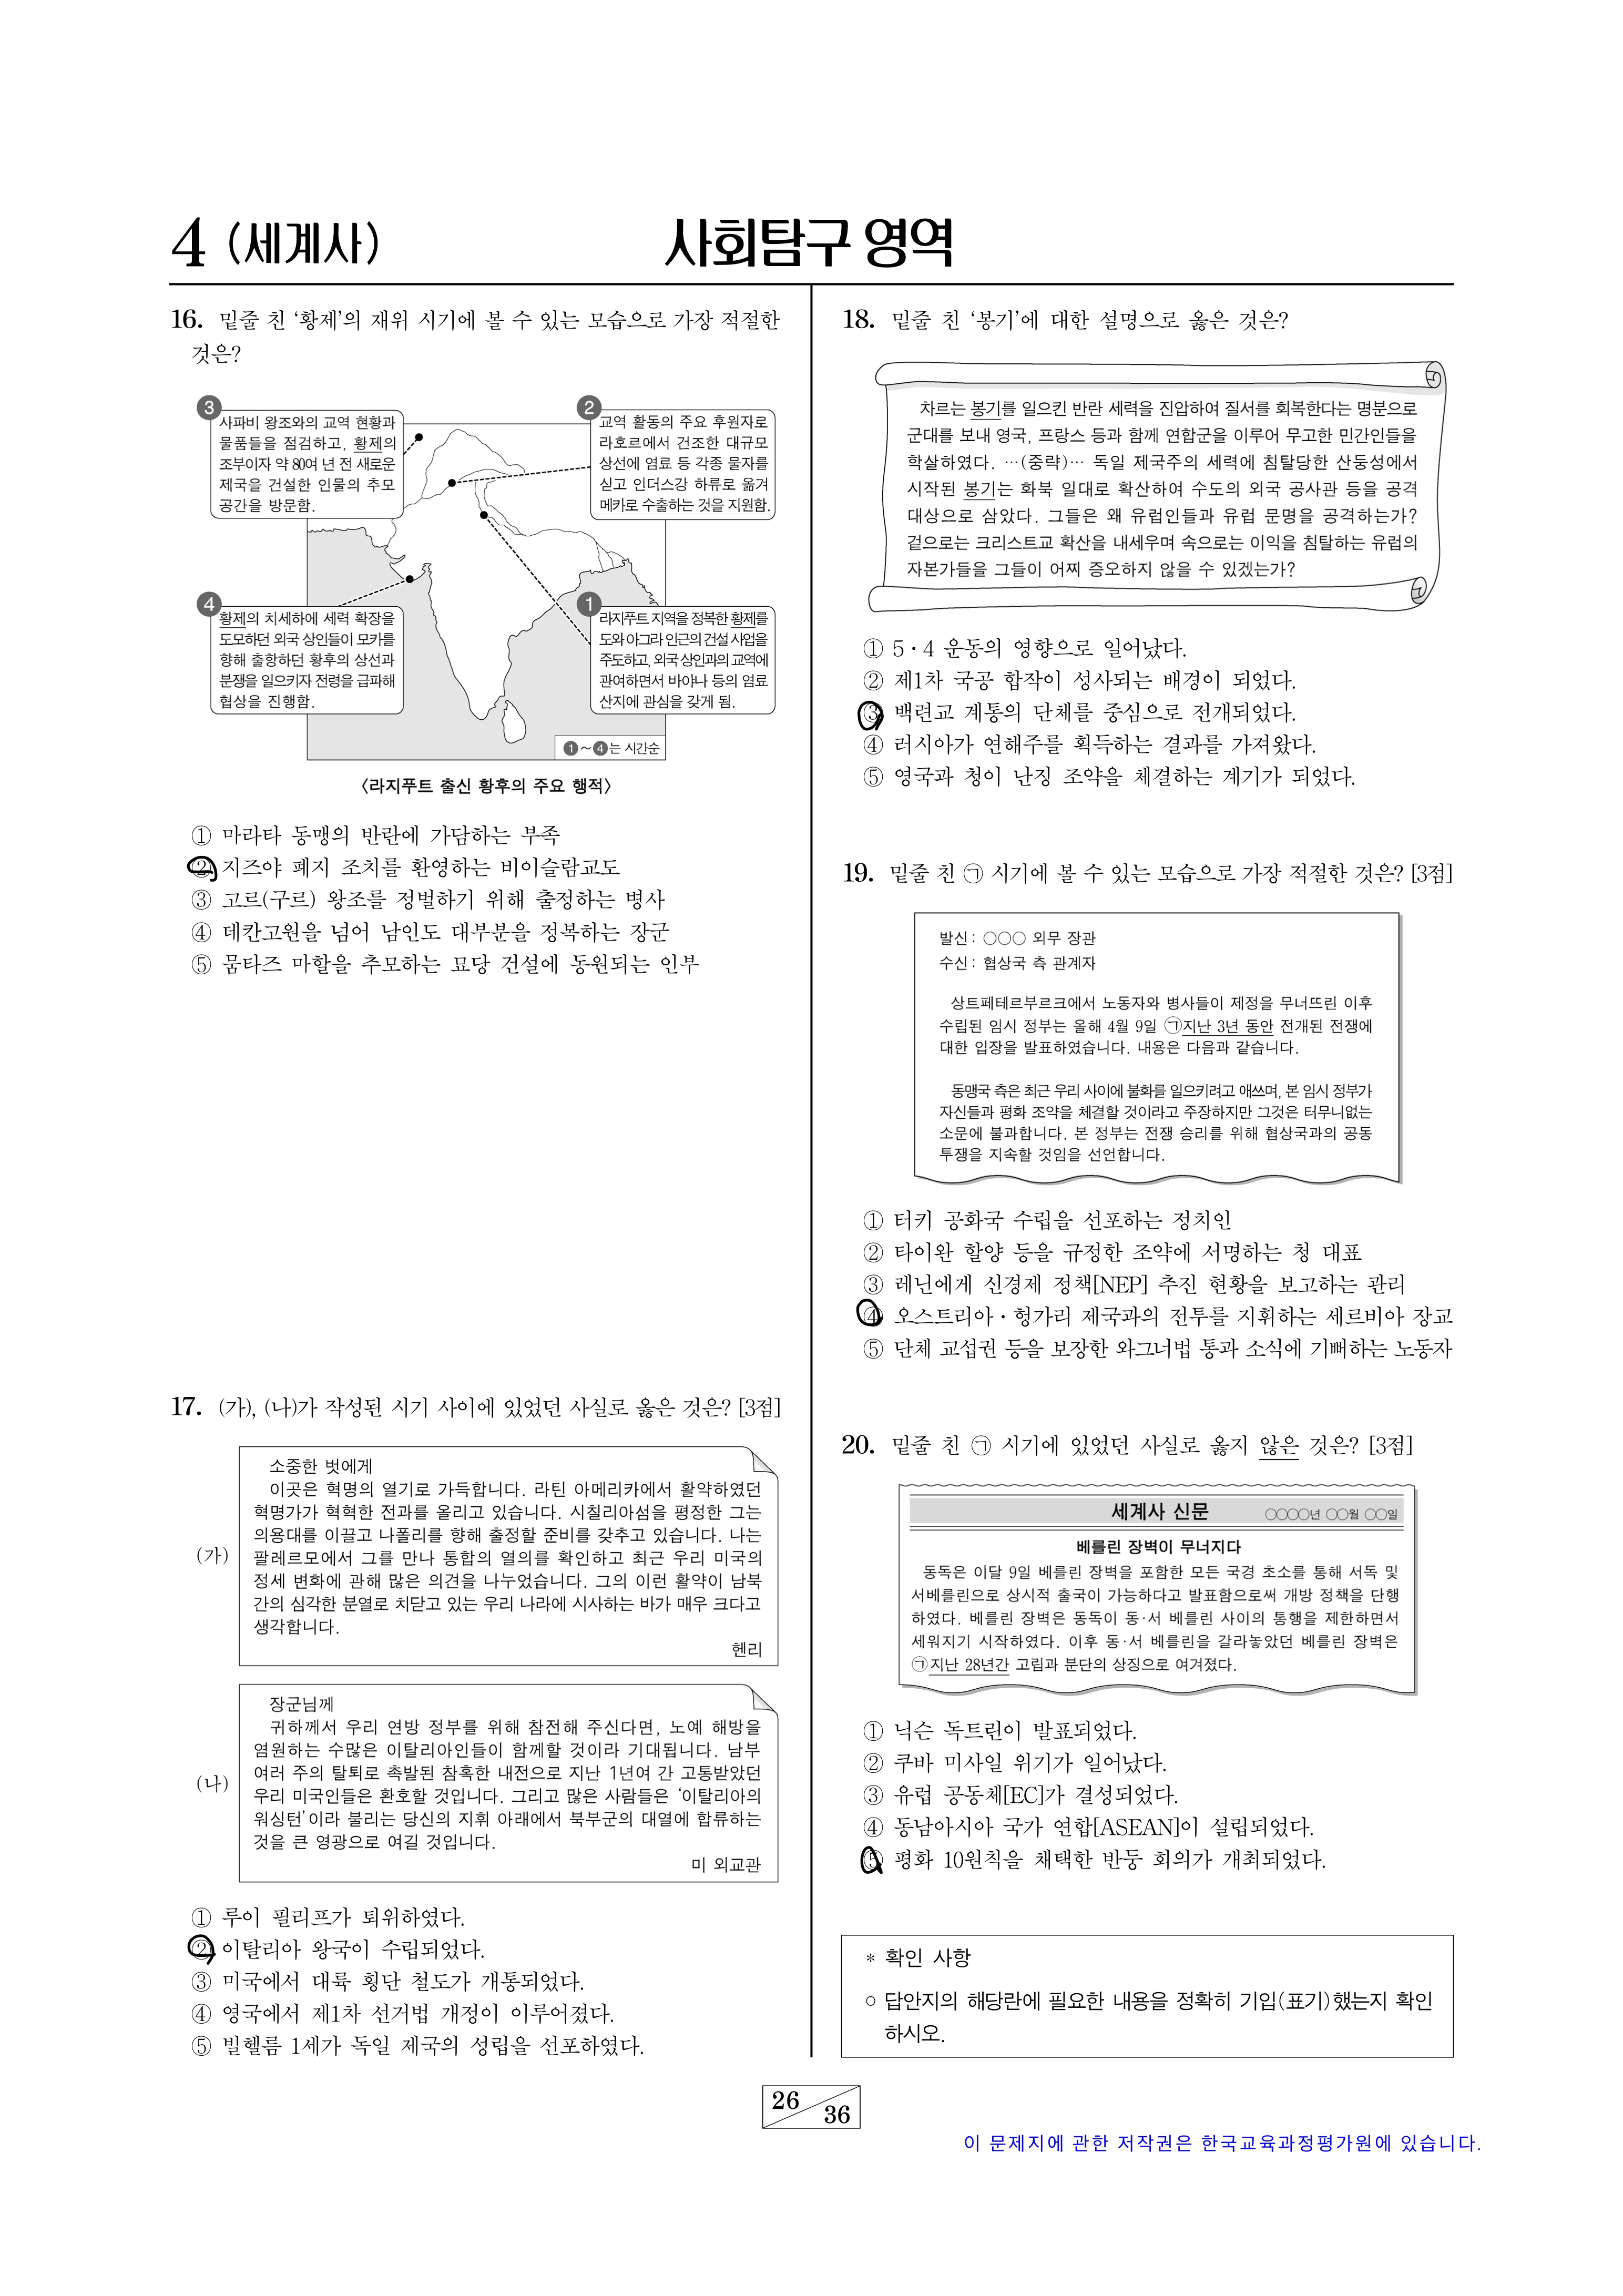 4 (세계사)
사회탐구 영역
16. 밑줄 친 ‘황제’의 재위 시기에 볼 수 있는 모습으로 가장 적절한
것은?
3
사파비 왕조와의 교역 현황과
물품들을 점검하고, 황제의
조부이자 약 80여 년 전 새로운
제국을 건설한 인물의 추모
공간을 방문함.
2
교역 활동의 주요 후원자로
라호르에서 건조한 대규모
상선에 염료 등 각종 물자를
싣고 인더스강 하류로 옮겨
메카로 수출하는 것을 지원함.
4
황제의 치세하에 세력 확장을
도모하던 외국 상인들이 모카를
향해 출항하던 황후의 상선과
분쟁을 일으키자 전령을 급파해
협상을 진행함.
1
라지푸트 지역을 정복한 황제를
도와 아그라 인근의 건설 사업을
주도하고, 외국 상인과의 교역에
관여하면서 바야나 등의 염료
산지에 관심을 갖게 됨.
❶~❹는 시간순
〈라지푸트 출신 황후의 주요 행적〉
① 마라타 동맹의 반란에 가담하는 부족
② 지즈야 폐지 조치를 환영하는 비이슬람교도
③ 고르(구르) 왕조를 정벌하기 위해 출정하는 병사
④ 데칸고원을 넘어 남인도 대부분을 정복하는 장군
⑤ 뭄타즈 마할을 추모하는 묘당 건설에 동원되는 인부
17. (가), (나)가 작성된 시기 사이에 있었던 사실로 옳은 것은? [3점]
(가)
소중한 벗에게
이곳은 혁명의 열기로 가득합니다. 라틴 아메리카에서 활약하였던
혁명가가 혁혁한 전과를 올리고 있습니다. 시칠리아섬을 평정한 그는
의용대를 이끌고 나폴리를 향해 출정할 준비를 갖추고 있습니다. 나는
팔레르모에서 그를 만나 통합의 열의를 확인하고 최근 우리 미국의
정세 변화에 관해 많은 의견을 나누었습니다. 그의 이런 활약이 남북
간의 심각한 분열로 치닫고 있는 우리 나라에 시사하는 바가 매우 크다고
생각합니다.
헨리
(나)
장군님께
귀하께서 우리 연방 정부를 위해 참전해 주신다면, 노예 해방을
염원하는 수많은 이탈리아인들이 함께할 것이라 기대됩니다. 남부
여러 주의 탈퇴로 촉발된 참혹한 내전으로 지난 1년여 간 고통받았던
우리 미국인들은 환호할 것입니다. 그리고 많은 사람들은 ‘이탈리아의
워싱턴’이라 불리는 당신의 지휘 아래에서 북부군의 대열에 합류하는
것을 큰 영광으로 여길 것입니다.
미 외교관
① 루이 필리프가 퇴위하였다.
② 이탈리아 왕국이 수립되었다.
③ 미국에서 대륙 횡단 철도가 개통되었다.
④ 영국에서 제1차 선거법 개정이 이루어졌다.
⑤ 빌헬름 1세가 독일 제국의 성립을 선포하였다.
18. 밑줄 친 ‘봉기’에 대한 설명으로 옳은 것은?
차르는 봉기를 일으킨 반란 세력을 진압하여 질서를 회복한다는 명분으로
군대를 보내 영국, 프랑스 등과 함께 연합군을 이루어 무고한 민간인들을
학살하였다. …(중략)… 독일 제국주의 세력에 침탈당한 산둥성에서
시작된 봉기는 화북 일대로 확산하여 수도의 외국 공사관 등을 공격
대상으로 삼았다. 그들은 왜 유럽인들과 유럽 문명을 공격하는가?
겉으로는 크리스트교 확산을 내세우며 속으로는 이익을 침탈하는 유럽의
자본가들을 그들이 어찌 증오하지 않을 수 있겠는가?
① 5·4 운동의 영향으로 일어났다.
② 제1차 국공 합작이 성사되는 배경이 되었다.
③ 백련교 계통의 단체를 중심으로 전개되었다.
④ 러시아가 연해주를 획득하는 결과를 가져왔다.
⑤ 영국과 청이 난징 조약을 체결하는 계기가 되었다.
19. 밑줄 친 ㉠ 시기에 볼 수 있는 모습으로 가장 적절한 것은? [3점]
발신 : ○○○ 외무 장관
수신 : 협상국 측 관계자
상트페테르부르크에서 노동자와 병사들이 제정을 무너뜨린 이후
수립된 임시 정부는 올해 4월 9일 ㉠지난 3년 동안 전개된 전쟁에
대한 입장을 발표하였습니다. 내용은 다음과 같습니다.
동맹국 측은 최근 우리 사이에 불화를 일으키려고 애쓰며, 본 임시 정부가
자신들과 평화 조약을 체결할 것이라고 주장하지만 그것은 터무니없는
소문에 불과합니다. 본 정부는 전쟁 승리를 위해 협상국과의 공동
투쟁을 지속할 것임을 선언합니다.
① 터키 공화국 수립을 선포하는 정치인
② 타이완 할양 등을 규정한 조약에 서명하는 청 대표
③ 레닌에게 신경제 정책[NEP] 추진 현황을 보고하는 관리
④ 오스트리아·헝가리 제국과의 전투를 지휘하는 세르비아 장교
⑤ 단체 교섭권 등을 보장한 와그너법 통과 소식에 기뻐하는 노동자
20. 밑줄 친 ㉠ 시기에 있었던 사실로 옳지 않은 것은? [3점]
세계사 신문 ○○○○년 ○○월 ○○일
베를린 장벽이 무너지다
동독은 이달 9일 베를린 장벽을 포함한 모든 국경 초소를 통해 서독 및
서베를린으로 상시적 출국이 가능하다고 발표함으로써 개방 정책을 단행
하였다. 베를린 장벽은 동독이 동·서 베를린 사이의 통행을 제한하면서
세워지기 시작하였다. 이후 동·서 베를린을 갈라놓았던 베를린 장벽은
㉠지난 28년간 고립과 분단의 상징으로 여겨졌다.
① 닉슨 독트린이 발표되었다.
② 쿠바 미사일 위기가 일어났다.
③ 유럽 공동체[EC]가 결성되었다.
④ 동남아시아 국가 연합[ASEAN]이 설립되었다.
⑤ 평화 10원칙을 채택한 반둥 회의가 개최되었다.
* 확인 사항
○ 답안지의 해당란에 필요한 내용을 정확히 기입(표기)했는지 확인
하시오.
26
36
이 문제지에 관한 저작권은 한국교육과정평가원에 있습니다.